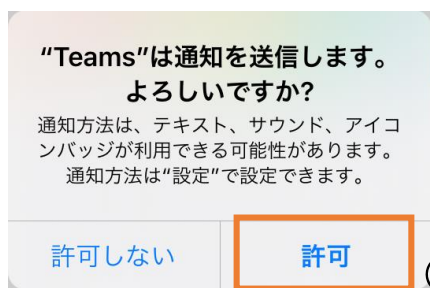 “Teams”は通知を送信します。
よろしいですか?
通知方法は、テキスト、サウンド、アイコ
ンバッジが利用できる可能性があります。
通知方法は“設定”で設定できます。
許可しない
許可